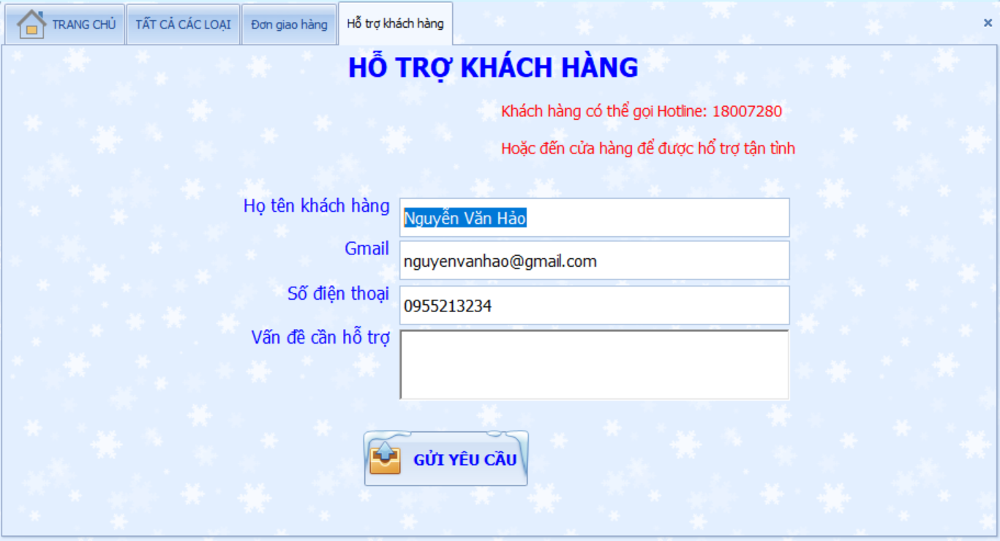 TRANG CHỦ TẤT CẢ CÁC LOẠI Đơn giao hàng Hỗ trợ khách hàng
HỖ TRỢ KHÁCH HÀNG
Khách hàng có thể gọi Hotline: 18007280
Hoặc đến cửa hàng để được hổ trợ tận tình
Họ tên khách hàng Nguyễn Văn Hảo
Gmail nguyenvanhao@gmail.com
Số điện thoại 0955213234
Vấn đề cần hỗ trợ
GỬI YÊU CẦU